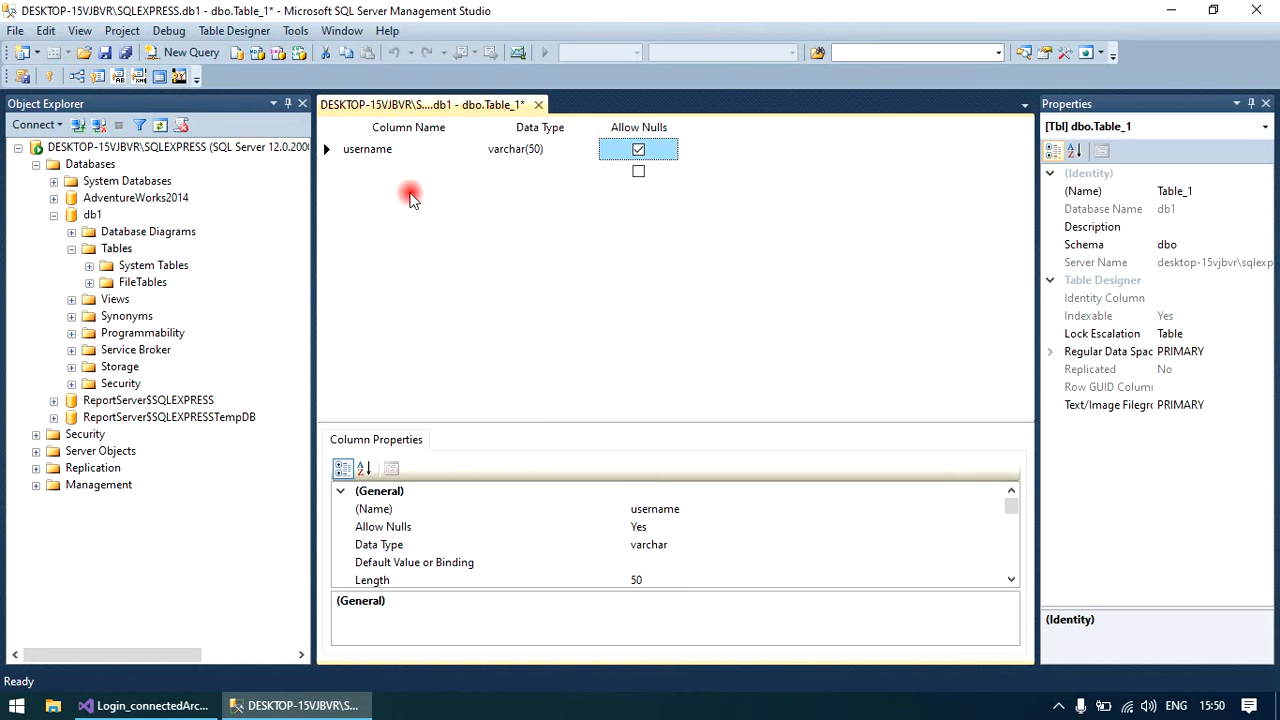 DESKTOP-15VJBVR\SQLEXPRESS.db1 - dbo.Table_1* - Microsoft SQL Server Management Studio
File Edit View Project Debug Table Designer Tools Window Help
New Query
Object Explorer
Connect
DESKTOP-15VJBVR\SQLEXPRESS (SQL Server 12.0.2000
Databases
System Databases
AdventureWorks2014
db1
Database Diagrams
Tables
System Tables
FileTables
Views
Synonyms
Programmability
Service Broker
Storage
Security
ReportServer$SQLEXPRESS
ReportServer$SQLEXPRESSTempDB
Security
Server Objects
Replication
Management
DESKTOP-15VJBVR\S....db1 - dbo.Table_1*
Column Name Data Type Allow Nulls
username varchar(50)
Column Properties
(General)
(Name) username
Allow Nulls Yes
Data Type varchar
Default Value or Binding
Length 50
(General)
Properties
[Tbl] dbo.Table_1
(Identity)
(Name) Table_1
Database Name db1
Description
Schema dbo
Server Name desktop-15vjbvr\sqlexp
Table Designer
Identity Column
Indexable Yes
Lock Escalation Table
Regular Data Spac PRIMARY
Replicated No
Row GUID Colum
Text/Image Filegr PRIMARY
(Identity)
Ready
Login_connectedArc...
DESKTOP-15VJBVR\S...
ENG 15:50